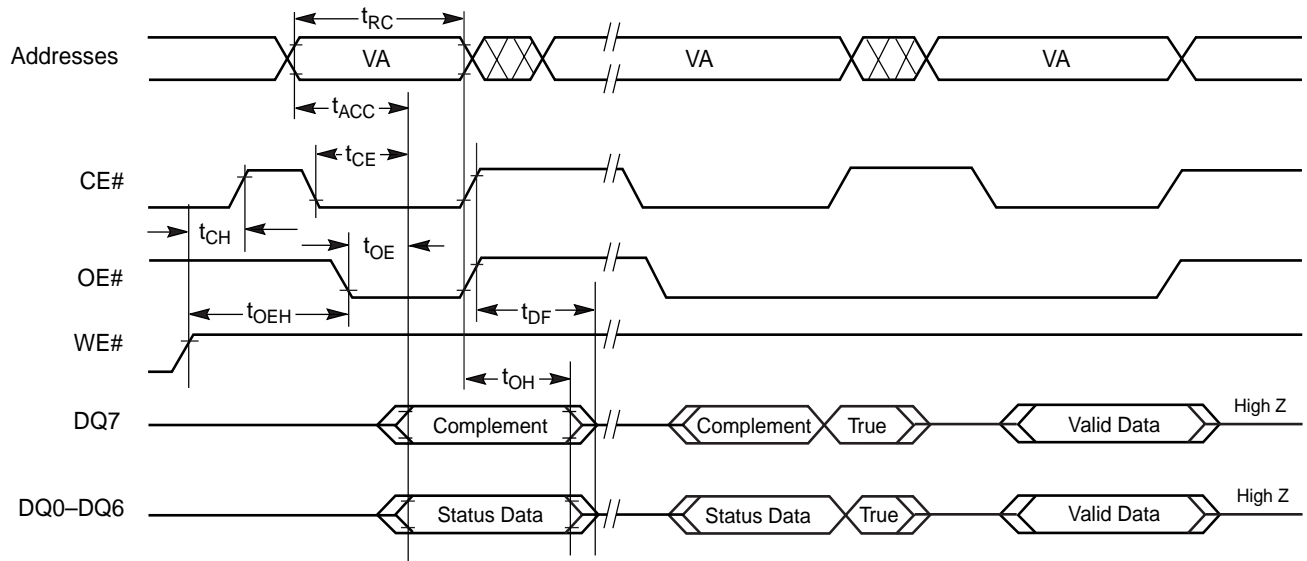 tRC
Addresses VA VA VA
tACC
tCE
CE#
tCH tOE
OE#
tOEH tDF
WE#
tOH
DQ7 Complement Complement True Valid Data High Z
DQ0–DQ6 Status Data Status Data True Valid Data High Z